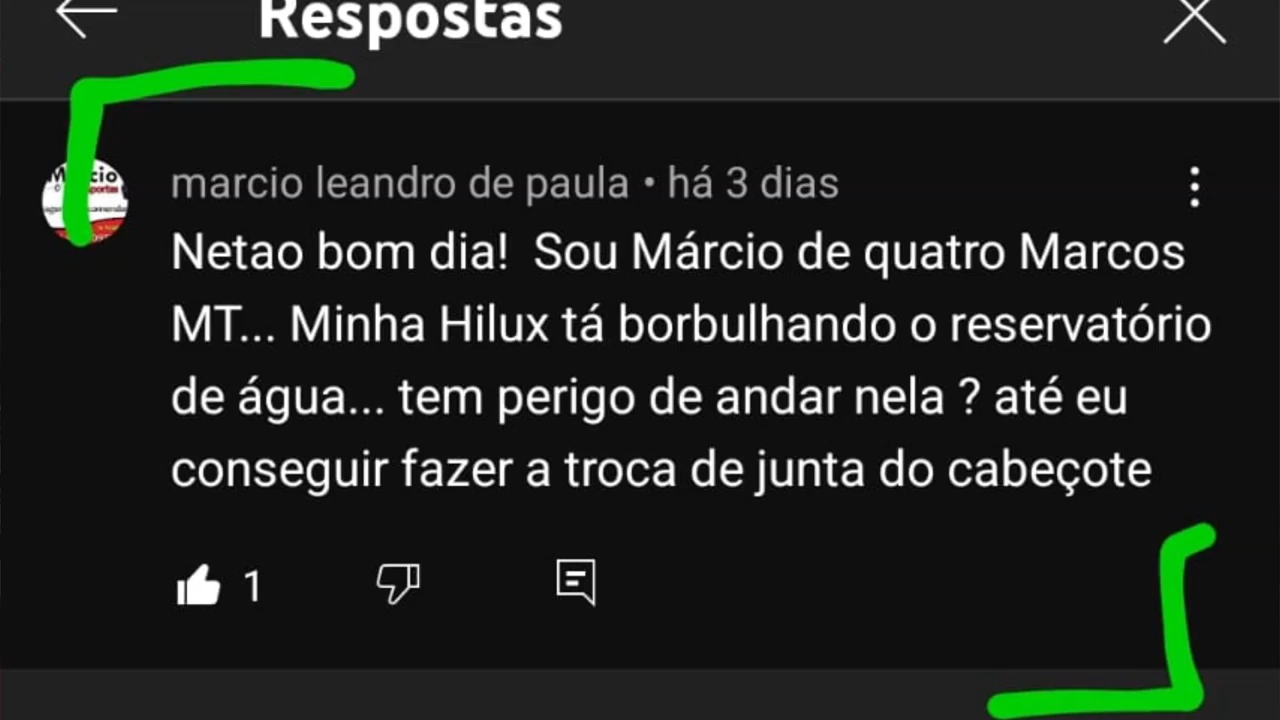 Respostas
marcio leandro de paula • há 3 dias
Netao bom dia!  Sou Márcio de quatro Marcos
MT... Minha Hilux tá borbulhando o reservatório
de água... tem perigo de andar nela ? até eu
conseguir fazer a troca de junta do cabeçote
1